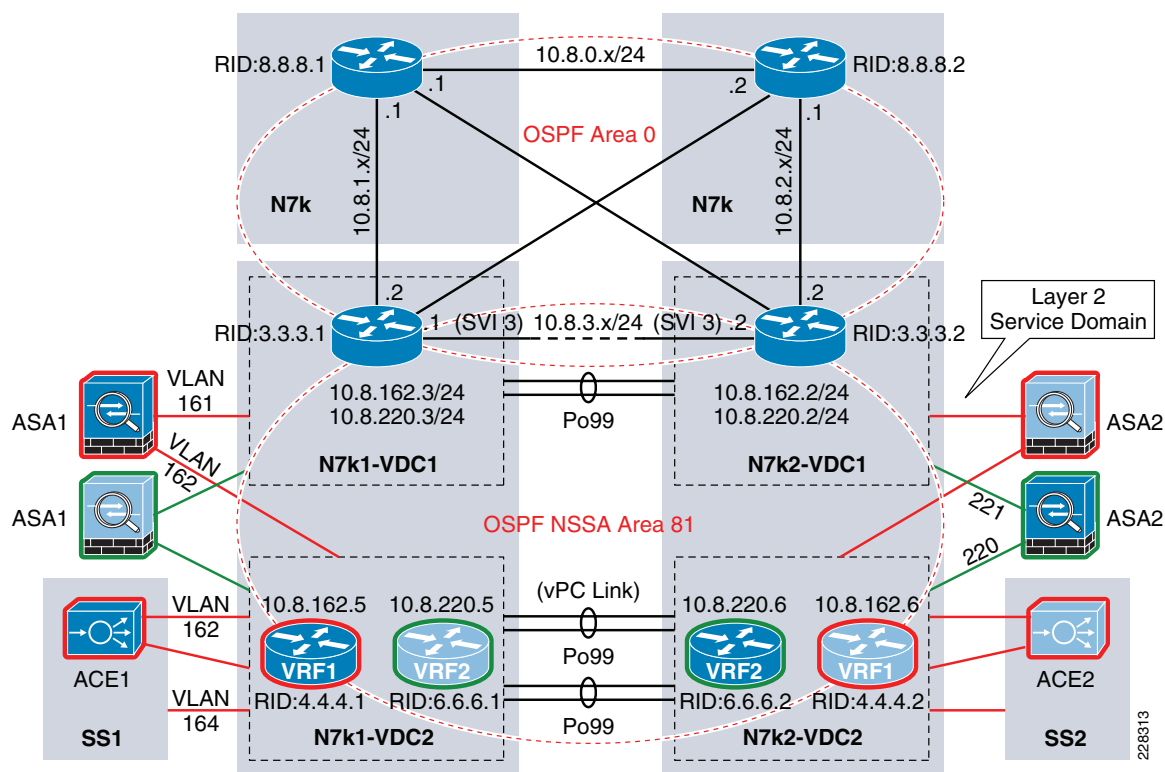 RID:8.8.8.1
10.8.0.x/24
RID:8.8.8.2
.1
.2
.1
.1
OSPF Area 0
10.8.1.x/24
10.8.2.x/24
N7k
N7k
.2
.2
RID:3.3.3.1
.1 (SVI 3) 10.8.3.x/24 (SVI 3) .2
RID:3.3.3.2
Layer 2
Service Domain
10.8.162.3/24
10.8.220.3/24
Po99
10.8.162.2/24
10.8.220.2/24
N7k1-VDC1
N7k2-VDC1
ASA1
VLAN
161
VLAN
162
ASA2
ASA1
OSPF NSSA Area 81
221
220
ASA2
VLAN
162
10.8.162.5
10.8.220.5
(vPC Link)
10.8.220.6
10.8.162.6
Po99
VRF1
VRF2
VRF2
VRF1
ACE1
ACE2
RID:4.4.4.1
RID:6.6.6.1
RID:6.6.6.2
RID:4.4.4.2
VLAN
164
Po99
SS1
N7k1-VDC2
N7k2-VDC2
SS2
228313